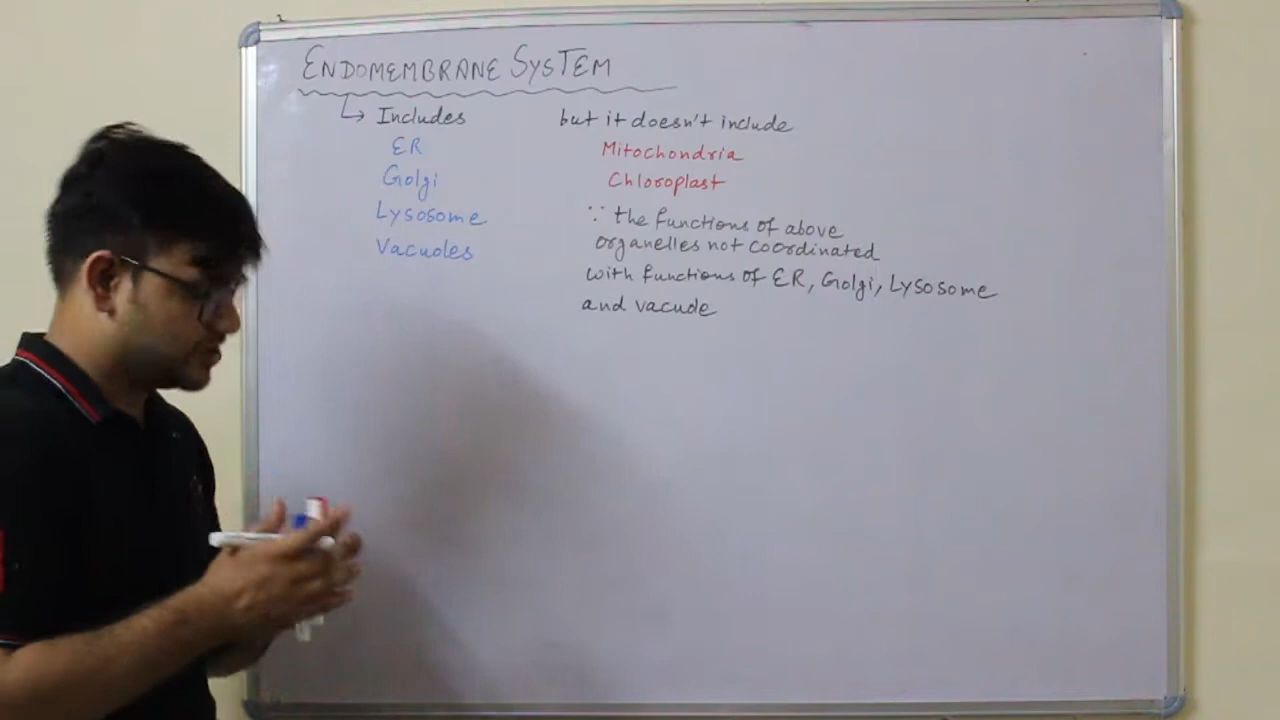 ENDOMEMBRANE SYSTEM
↳ Includes
ER
Golgi
Lysosome
Vacuoles
but it doesn't include
Mitochondria
Chloroplast
∵ the functions of above
organelles not coordinated
with functions of ER, Golgi, Lysosome
and vacuole